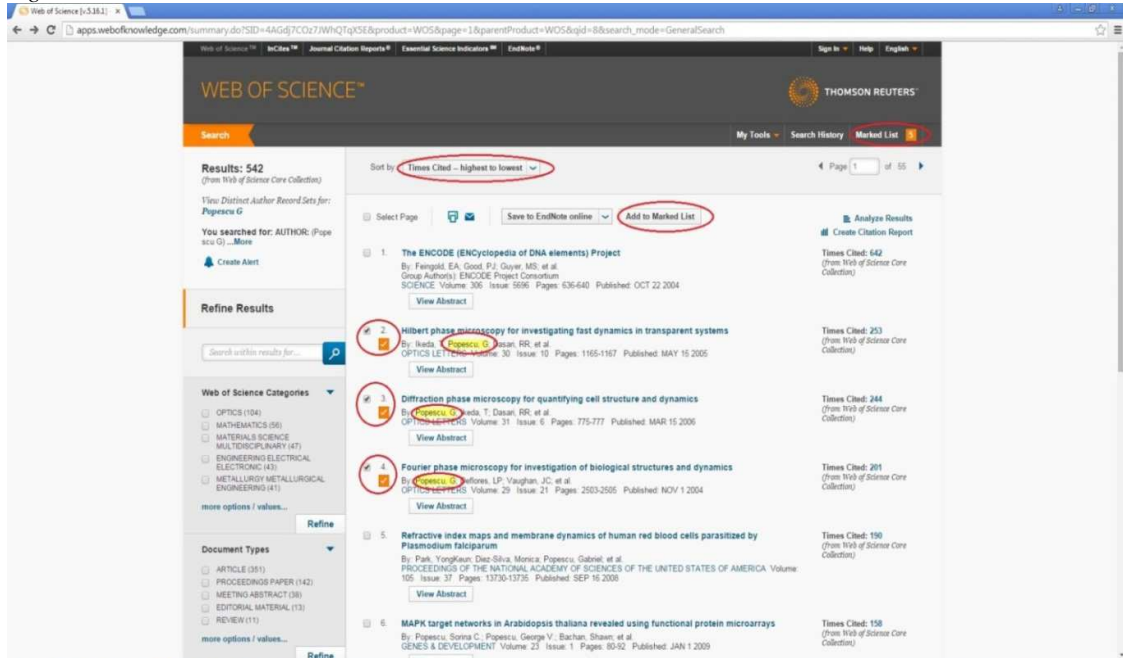 Web of Science [v.5.16.1]
apps.webofknowledge.com/summary.do?SID=4AGdj7COz7JWhQTqX5E&product=WOS&page=1&parentProduct=WOS&qid=8&search_mode=GeneralSearch
Web of Science™ InCites™ Journal Citation Reports® Essential Science Indicators℠ EndNote® Sign In Help English
WEB OF SCIENCE™
THOMSON REUTERS™
Search My Tools Search History Marked List 5
Results: 542
(from Web of Science Core Collection)
View Distinct Author Record Sets for:
Popescu G
You searched for: AUTHOR: (Pope
scu G) ...More
Create Alert
Refine Results
Search within results for...
Web of Science Categories
OPTICS (104)
MATHEMATICS (56)
MATERIALS SCIENCE
MULTIDISCIPLINARY (47)
ENGINEERING ELECTRICAL
ELECTRONIC (43)
METALLURGY METALLURGICAL
ENGINEERING (41)
more options / values...
Refine
Document Types
ARTICLE (351)
PROCEEDINGS PAPER (142)
MEETING ABSTRACT (38)
EDITORIAL MATERIAL (13)
REVIEW (11)
more options / values...
Refine
Sort by: Times Cited -- highest to lowest
Page 1 of 55
Select Page Save to EndNote online Add to Marked List
Analyze Results
Create Citation Report
1. The ENCODE (ENCyclopedia of DNA elements) Project
By: Feingold, EA; Good, PJ; Guyer, MS; et al.
Group Author(s): ENCODE Project Consortium
SCIENCE Volume: 306 Issue: 5696 Pages: 636-640 Published: OCT 22 2004
View Abstract
Times Cited: 642
(from Web of Science Core
Collection)
2. Hilbert phase microscopy for investigating fast dynamics in transparent systems
By: Ikeda, T; Popescu, G; Dasari, RR; et al.
OPTICS LETTERS Volume: 30 Issue: 10 Pages: 1165-1167 Published: MAY 15 2005
View Abstract
Times Cited: 253
(from Web of Science Core
Collection)
3. Diffraction phase microscopy for quantifying cell structure and dynamics
By: Popescu, G; Ikeda, T; Dasari, RR; et al.
OPTICS LETTERS Volume: 31 Issue: 6 Pages: 775-777 Published: MAR 15 2006
View Abstract
Times Cited: 244
(from Web of Science Core
Collection)
4. Fourier phase microscopy for investigation of biological structures and dynamics
By: Popescu, G; Deflores, LP; Vaughan, JC; et al.
OPTICS LETTERS Volume: 29 Issue: 21 Pages: 2503-2505 Published: NOV 1 2004
View Abstract
Times Cited: 201
(from Web of Science Core
Collection)
5. Refractive index maps and membrane dynamics of human red blood cells parasitized by
Plasmodium falciparum
By: Park, YongKeun; Diez-Silva, Monica; Popescu, Gabriel; et al.
PROCEEDINGS OF THE NATIONAL ACADEMY OF SCIENCES OF THE UNITED STATES OF AMERICA Volume:
105 Issue: 37 Pages: 13730-13735 Published: SEP 16 2008
View Abstract
Times Cited: 190
(from Web of Science Core
Collection)
6. MAPK target networks in Arabidopsis thaliana revealed using functional protein microarrays
By: Popescu, Sorina C.; Popescu, George V.; Bachan, Shawn; et al.
GENES & DEVELOPMENT Volume: 23 Issue: 1 Pages: 80-92 Published: JAN 1 2009
Times Cited: 158
(from Web of Science Core
Collection)